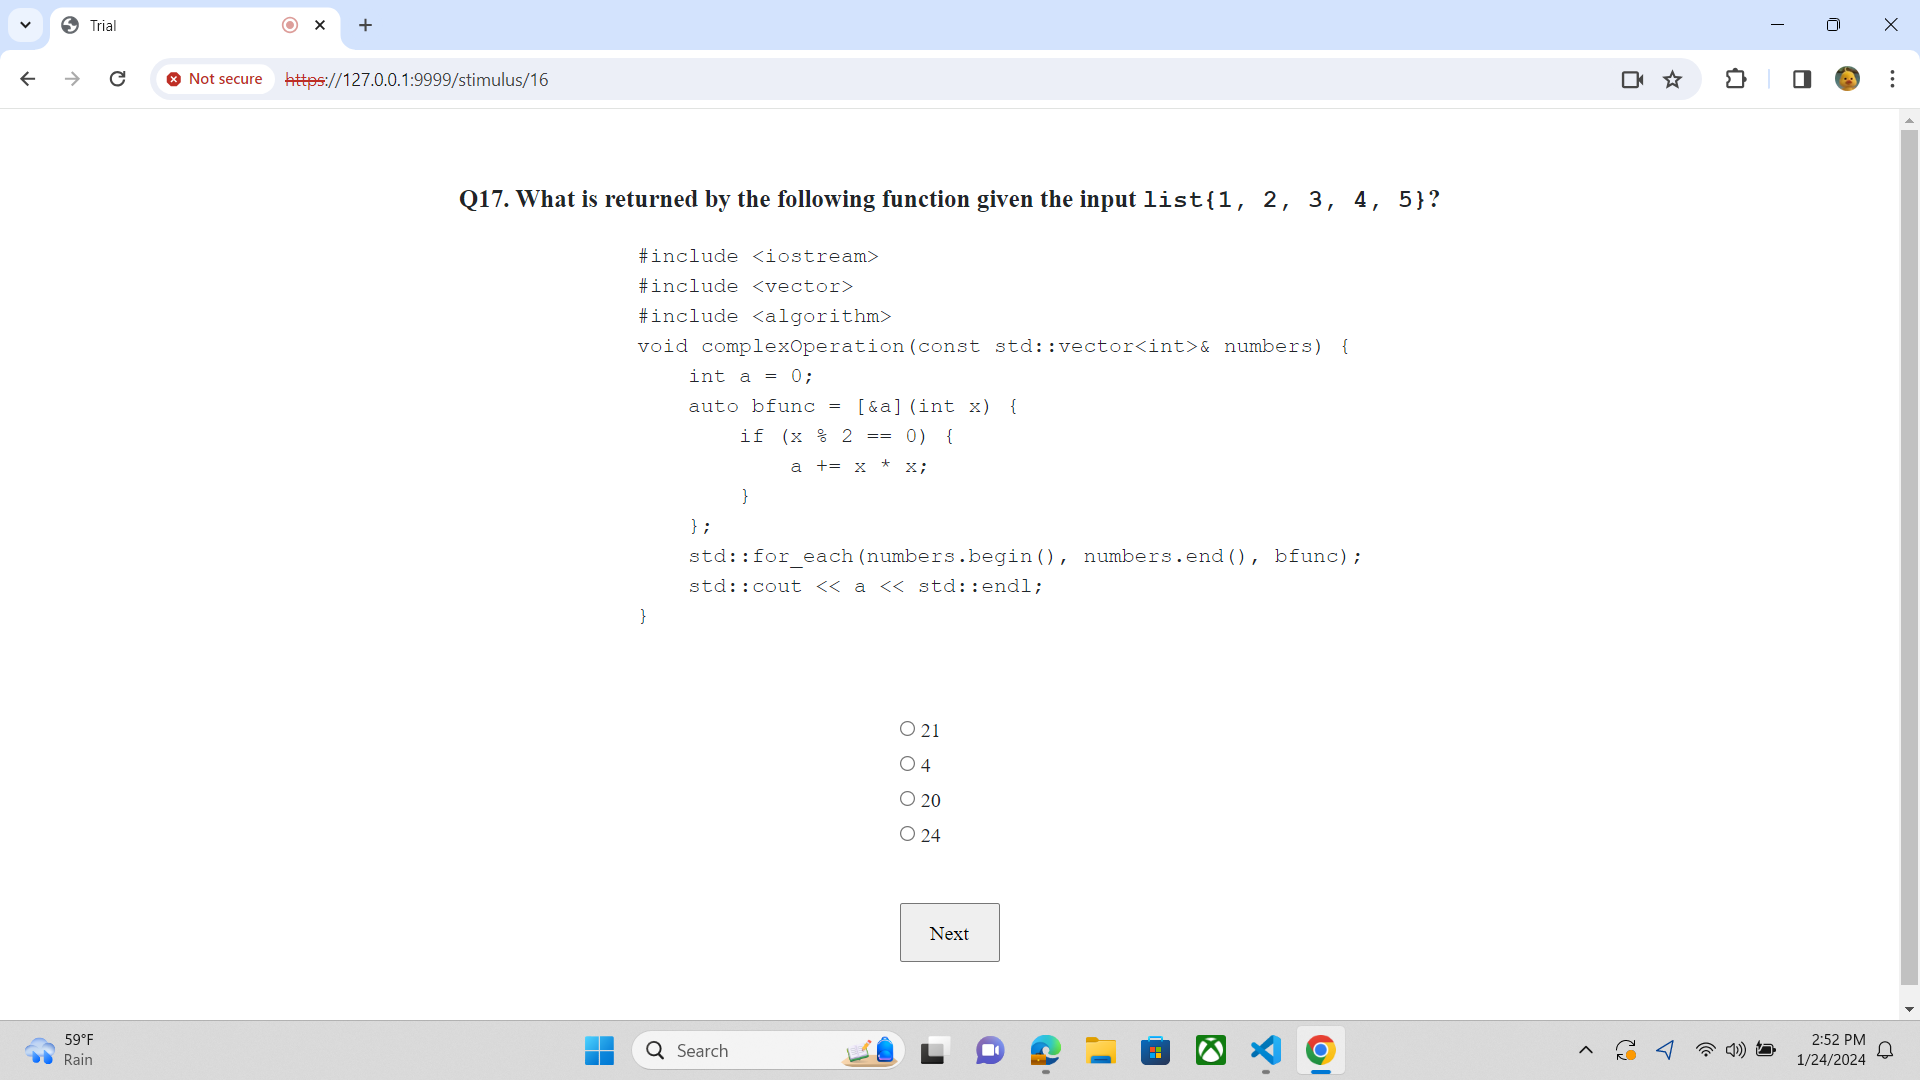 Trial
Not secure
https://127.0.0.1:9999/stimulus/16
Q17. What is returned by the following function given the input list{1, 2, 3, 4, 5}?
#include <iostream>
#include <vector>
#include <algorithm>
void complexOperation(const std::vector<int>& numbers) {
    int a = 0;
    auto bfunc = [&a](int x) {
        if (x % 2 == 0) {
            a += x * x;
        }
    };
    std::for_each(numbers.begin(), numbers.end(), bfunc);
    std::cout << a << std::endl;
}
21
4
20
24
Next
59°F
Rain
Search
2:52 PM
1/24/2024